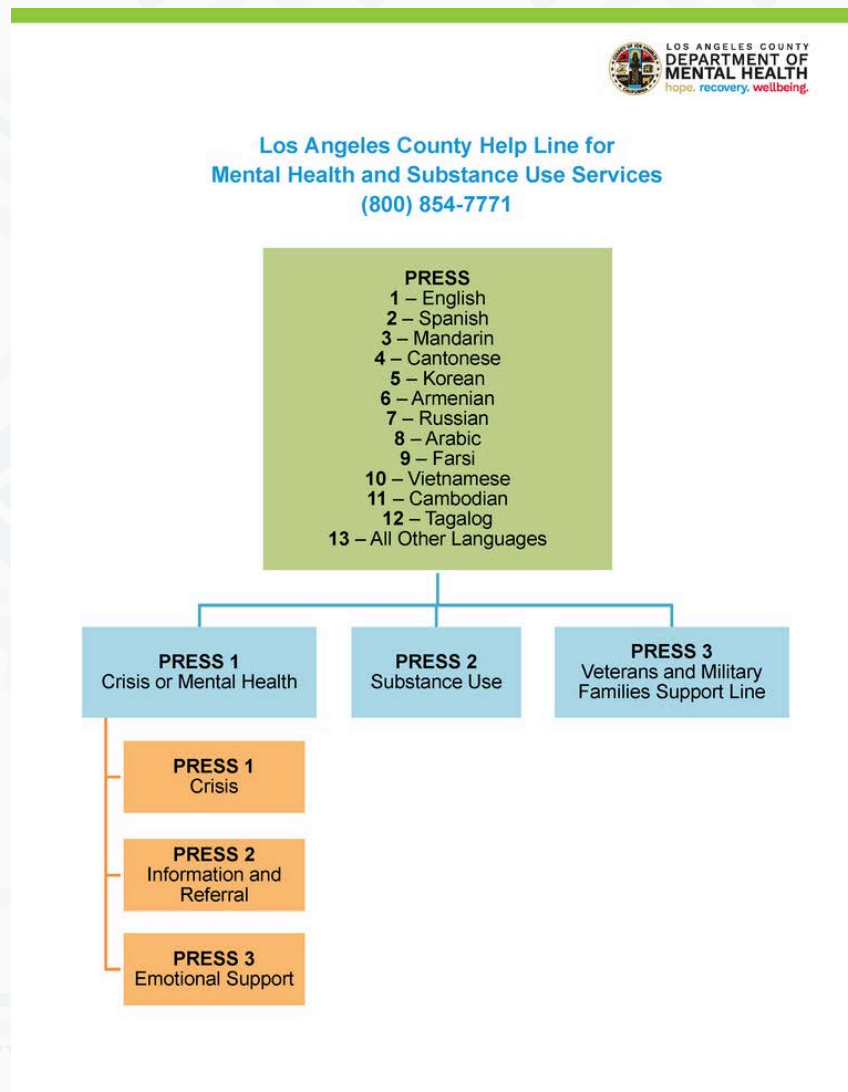 LOS ANGELES COUNTY
DEPARTMENT OF
MENTAL HEALTH
hope. recovery. wellbeing.
Los Angeles County Help Line for
Mental Health and Substance Use Services
(800) 854-7771
PRESS
1 – English
2 – Spanish
3 – Mandarin
4 – Cantonese
5 – Korean
6 – Armenian
7 – Russian
8 – Arabic
9 – Farsi
10 – Vietnamese
11 – Cambodian
12 – Tagalog
13 – All Other Languages
PRESS 1
Crisis or Mental Health
PRESS 2
Substance Use
PRESS 3
Veterans and Military
Families Support Line
PRESS 1
Crisis
PRESS 2
Information and
Referral
PRESS 3
Emotional Support